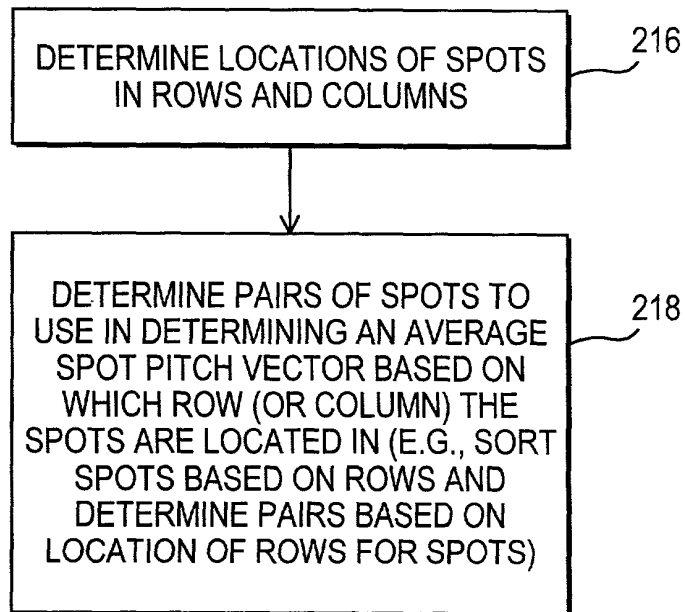 DETERMINE LOCATIONS OF SPOTS
IN ROWS AND COLUMNS
216
DETERMINE PAIRS OF SPOTS TO
USE IN DETERMINING AN AVERAGE
SPOT PITCH VECTOR BASED ON
WHICH ROW (OR COLUMN) THE
SPOTS ARE LOCATED IN (E.G., SORT
SPOTS BASED ON ROWS AND
DETERMINE PAIRS BASED ON
LOCATION OF ROWS FOR SPOTS)
218